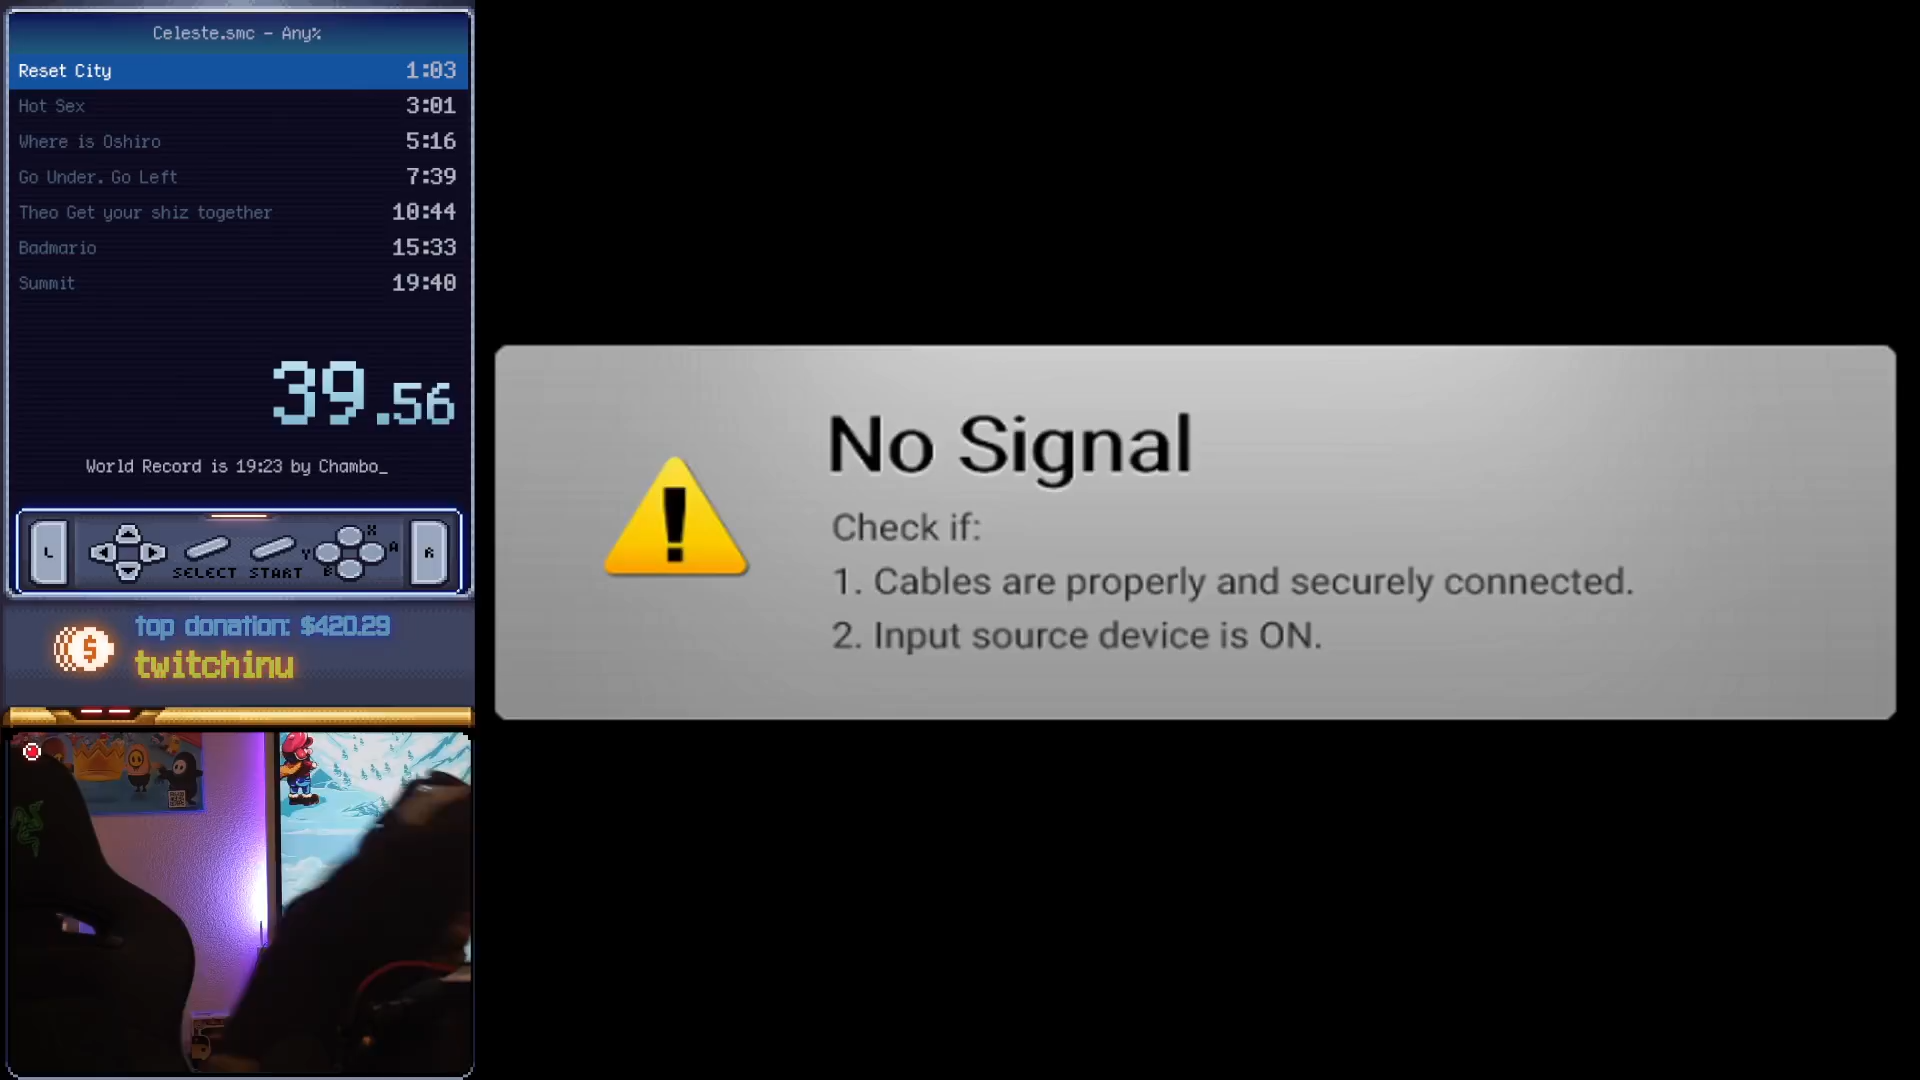 Celeste.smc - Any%
Reset City 1:03
Hot Sex 3:01
Where is Oshiro 5:16
Go Under. Go Left 7:39
Theo Get your shiz together 10:44
Badmario 15:33
Summit 19:40
39.56
World Record is 19:23 by Chambo_
L SELECT START Y X B A R
top donation: $420.29
twitchinu
No Signal
Check if:
1. Cables are properly and securely connected.
2. Input source device is ON.